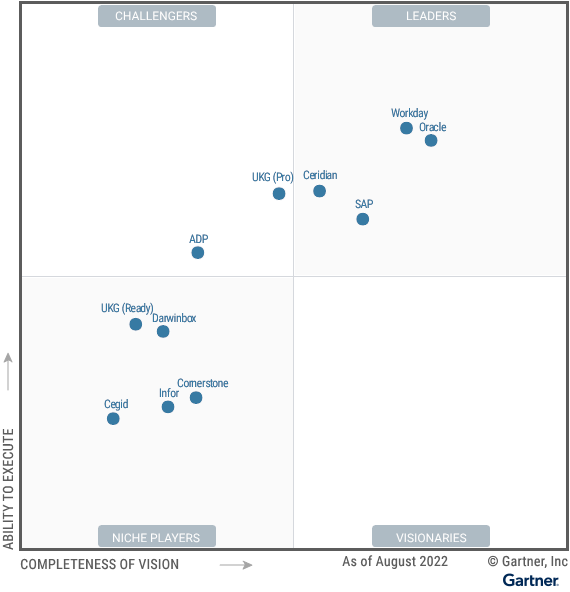 CHALLENGERS
LEADERS
Workday
Oracle
UKG (Pro)
Ceridian
SAP
ADP
UKG (Ready)
Darwinbox
Cornerstone
Infor
Cegid
ABILITY TO EXECUTE
NICHE PLAYERS
VISIONARIES
COMPLETENESS OF VISION
As of August 2022
© Gartner, Inc
Gartner